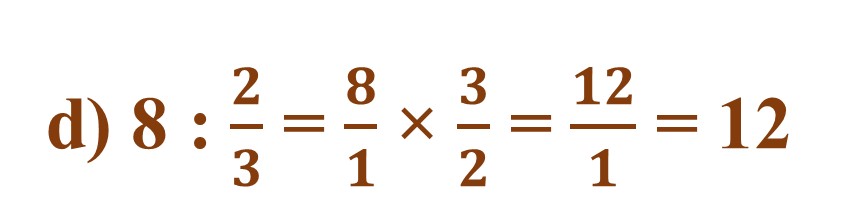 d) 8 : 2/3 = 8/1 × 3/2 = 12/1 = 12